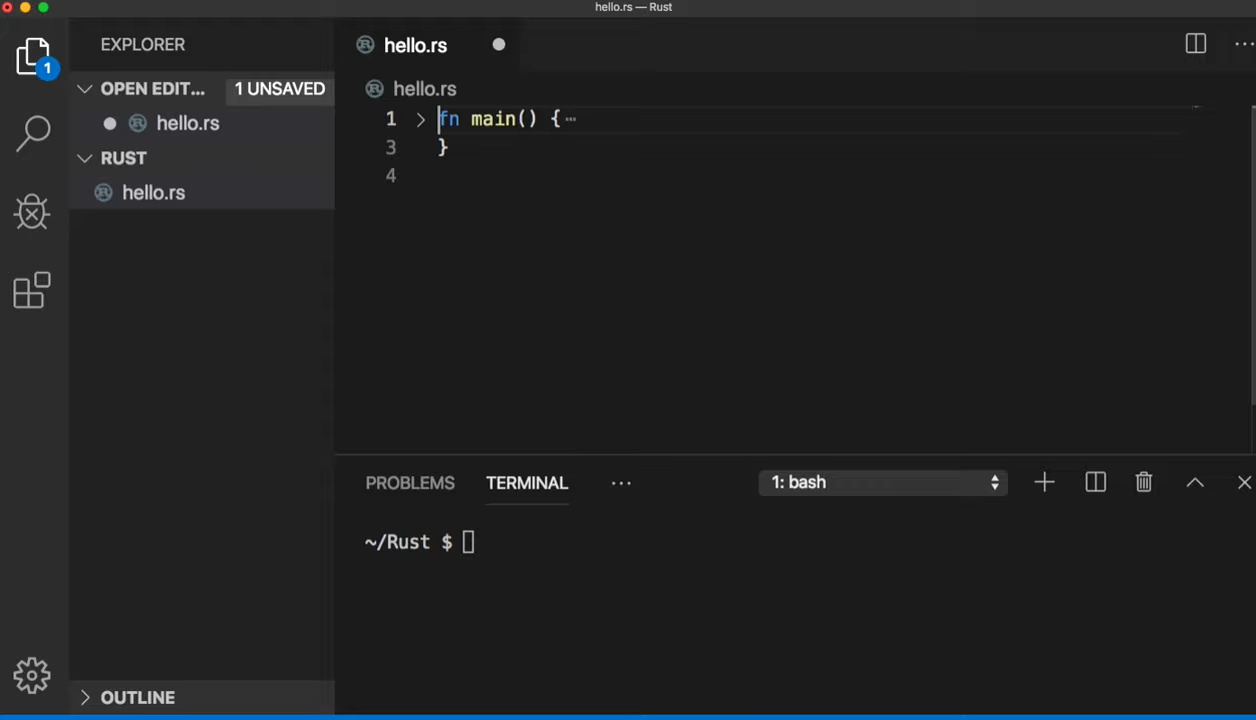 hello.rs — Rust
EXPLORER
OPEN EDIT... 1 UNSAVED
hello.rs
RUST
hello.rs
OUTLINE
1
hello.rs
hello.rs
1 fn main() { ⋯
3 }
4
PROBLEMS TERMINAL ... 1: bash
~/Rust $